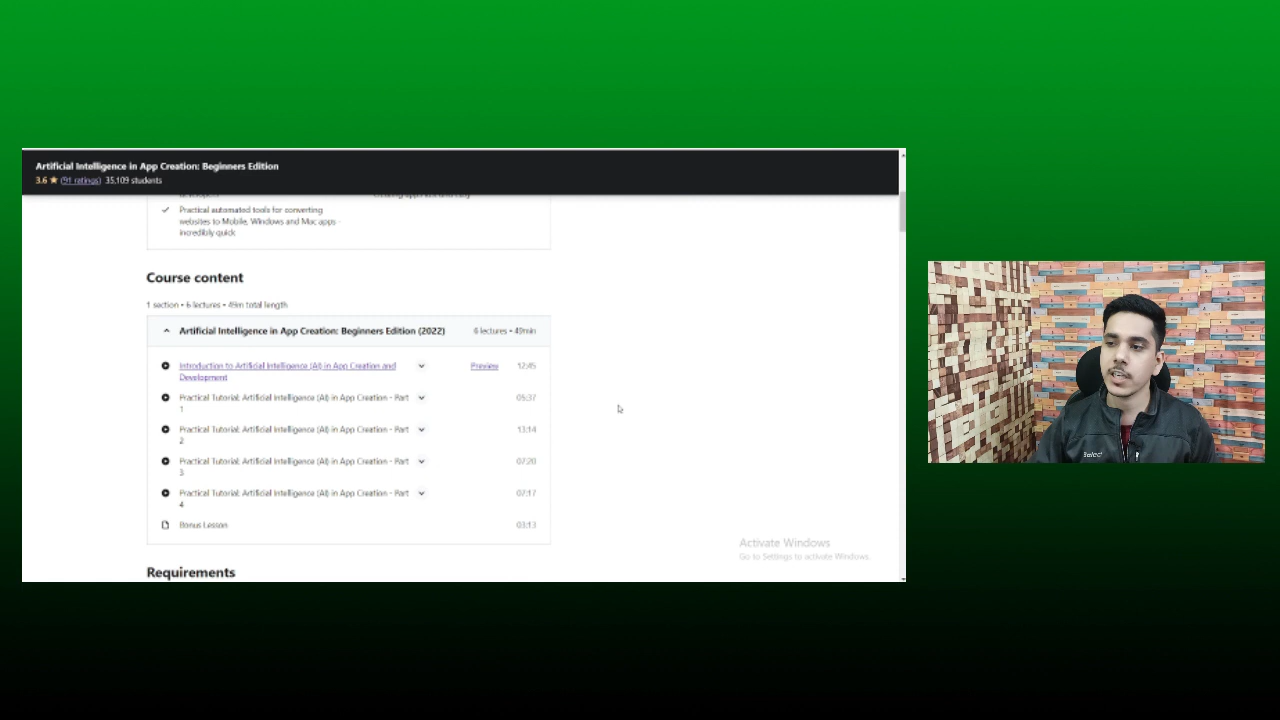 Artificial Intelligence in App Creation: Beginners Edition
3.6 ★ (91 ratings) 35,109 students
Practical automated tools for converting
websites to Mobile, Windows and Mac apps -
incredibly quick
Course content
1 section • 6 lectures • 49m total length
Artificial Intelligence in App Creation: Beginners Edition (2022) 6 lectures • 49min
Introduction to Artificial Intelligence (AI) in App Creation and Preview 12:45
Development
Practical Tutorial: Artificial Intelligence (AI) in App Creation - Part 05:37
1
Practical Tutorial: Artificial Intelligence (AI) in App Creation - Part 13:14
2
Practical Tutorial: Artificial Intelligence (AI) in App Creation - Part 07:20
3
Practical Tutorial: Artificial Intelligence (AI) in App Creation - Part 07:17
4
Bonus Lesson 03:13
Requirements
Activate Windows
Go to Settings to activate Windows.
Select